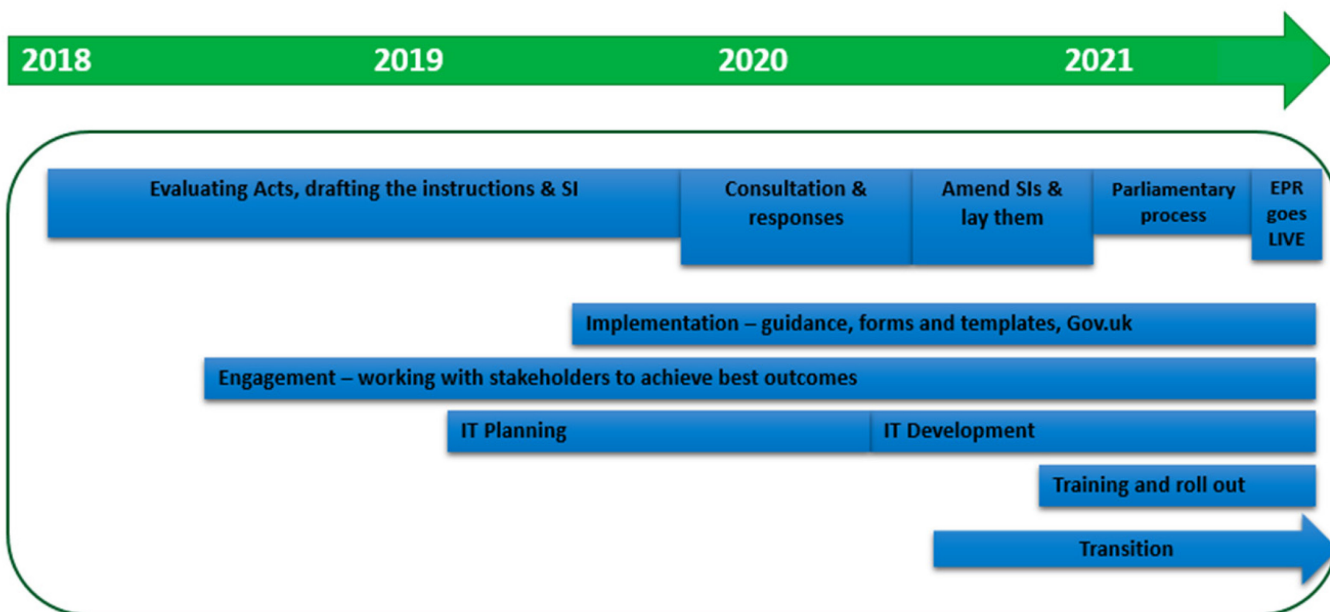 2018 2019 2020 2021
Evaluating Acts, drafting the instructions & SI
Consultation &
responses
Amend SIs &
lay them
Parliamentary
process
EPR
goes
LIVE
Implementation – guidance, forms and templates, Gov.uk
Engagement – working with stakeholders to achieve best outcomes
IT Planning
IT Development
Training and roll out
Transition